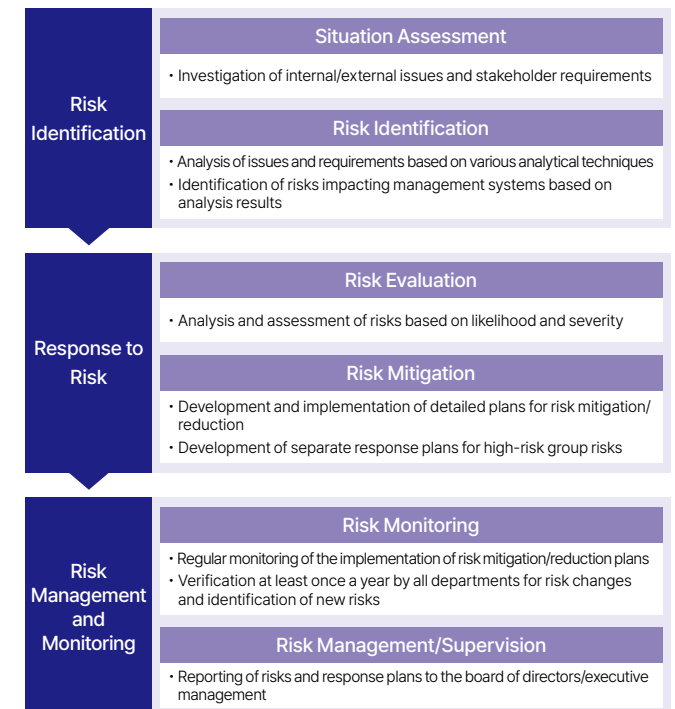 Risk
Identification
Situation Assessment
• Investigation of internal/external issues and stakeholder requirements
Risk Identification
• Analysis of issues and requirements based on various analytical techniques
• Identification of risks impacting management systems based on
analysis results
Response to
Risk
Risk Evaluation
• Analysis and assessment of risks based on likelihood and severity
Risk Mitigation
• Development and implementation of detailed plans for risk mitigation/
reduction
• Development of separate response plans for high-risk group risks
Risk
Management
and
Monitoring
Risk Monitoring
• Regular monitoring of the implementation of risk mitigation/reduction plans
• Verification at least once a year by all departments for risk changes
and identification of new risks
Risk Management/Supervision
• Reporting of risks and response plans to the board of directors/executive
management